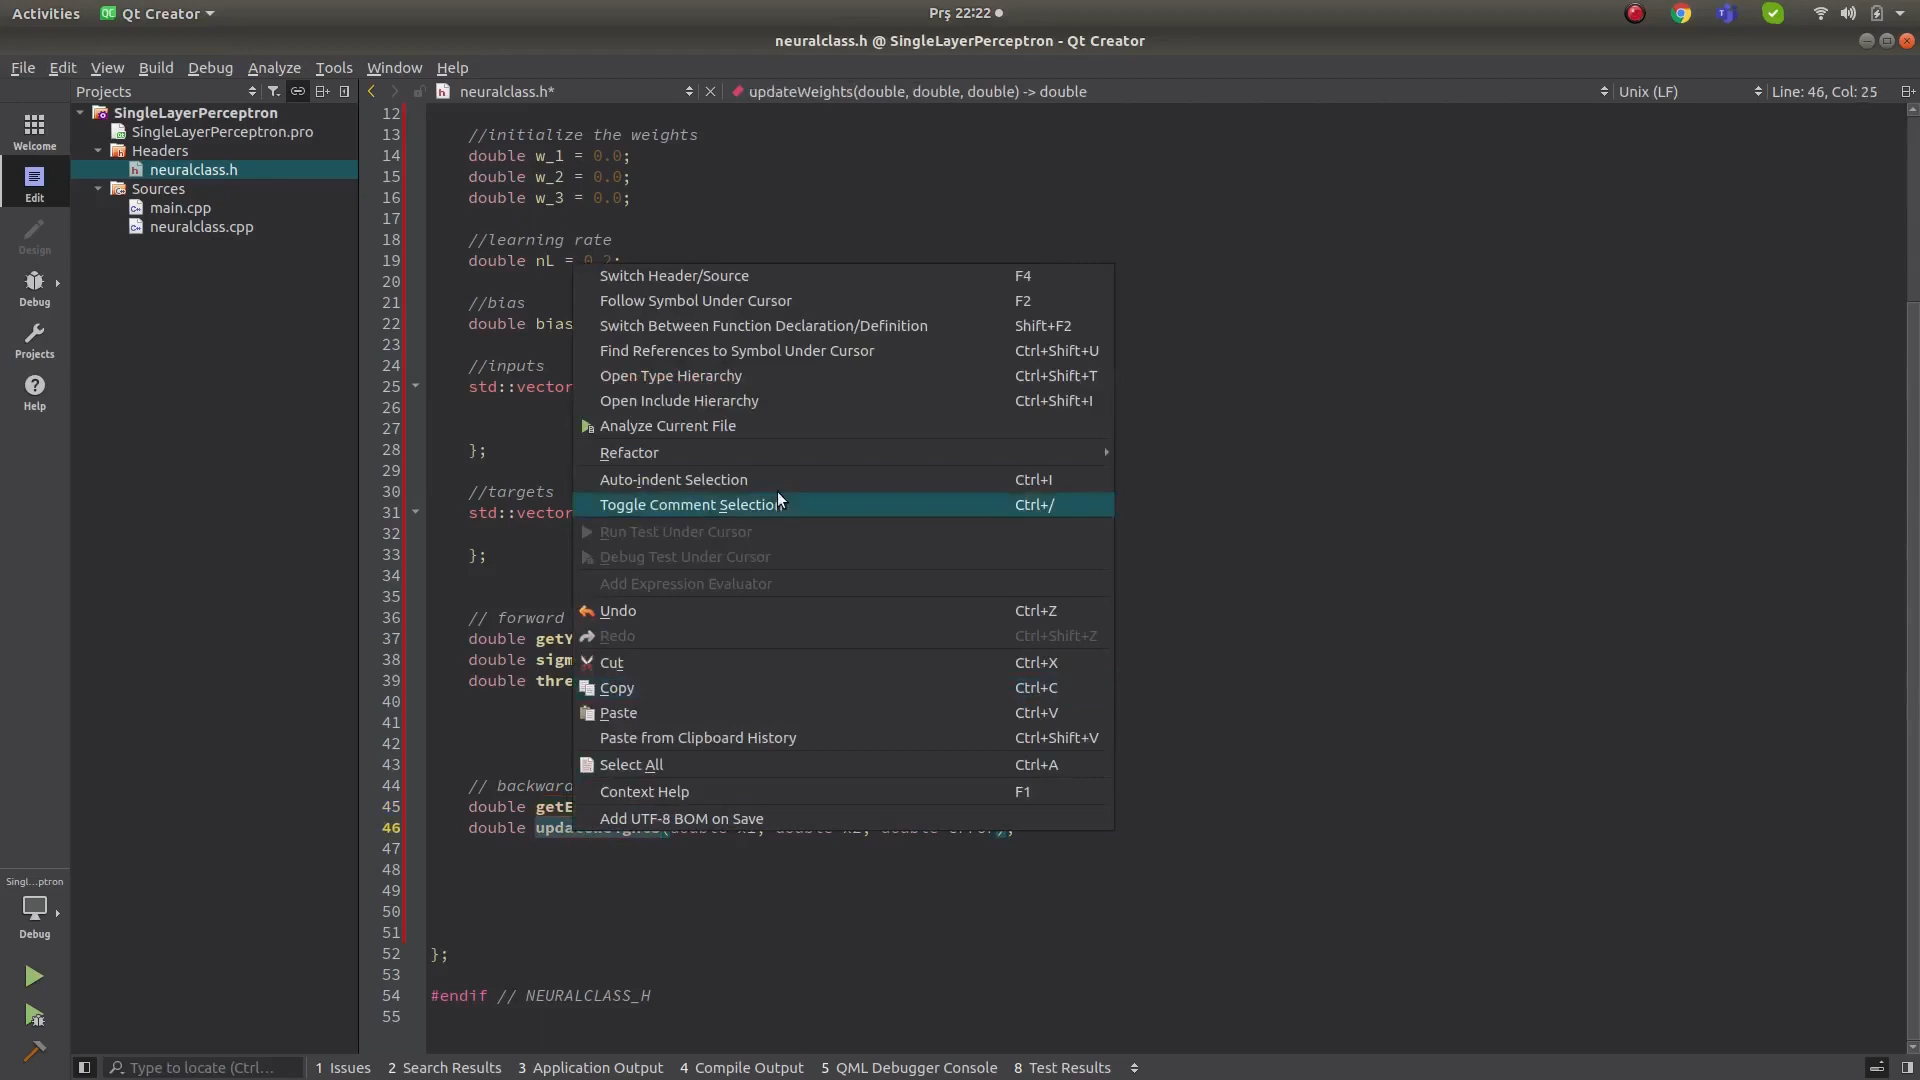 Activities Qt Creator Prş 22:22
neuralclass.h @ SingleLayerPerceptron - Qt Creator
File Edit View Build Debug Analyze Tools Window Help
Projects neuralclass.h* updateWeights(double, double, double) -> double Unix (LF) Line: 46, Col: 25
Welcome
Edit
Design
Debug
Projects
Help
Singl...ptron
Debug
SingleLayerPerceptron
SingleLayerPerceptron.pro
Headers
neuralclass.h
Sources
main.cpp
neuralclass.cpp
12
13 //initialize the weights
14 double w_1 = 0.0;
15 double w_2 = 0.0;
16 double w_3 = 0.0;
17
18 //learning rate
19 double nL = 0.2;
20
21 //bias
22 double bias
23
24 //inputs
25 std::vector
26
27
28 };
29
30 //targets
31 std::vector
32
33 };
34
35
36 // forward
37 double getY
38 double sigm
39 double thre
40
41
42
43
44 // backward
45 double getE
46 double updateWeights(double x1, double x2, double error);
47
48
49
50
51
52 };
53
54 #endif // NEURALCLASS_H
55
Switch Header/Source F4
Follow Symbol Under Cursor F2
Switch Between Function Declaration/Definition Shift+F2
Find References to Symbol Under Cursor Ctrl+Shift+U
Open Type Hierarchy Ctrl+Shift+T
Open Include Hierarchy Ctrl+Shift+I
Analyze Current File
Refactor
Auto-indent Selection Ctrl+I
Toggle Comment Selection Ctrl+/
Run Test Under Cursor
Debug Test Under Cursor
Add Expression Evaluator
Undo Ctrl+Z
Redo Ctrl+Shift+Z
Cut Ctrl+X
Copy Ctrl+C
Paste Ctrl+V
Paste from Clipboard History Ctrl+Shift+V
Select All Ctrl+A
Context Help F1
Add UTF-8 BOM on Save
Type to locate (Ctrl... 1 Issues 2 Search Results 3 Application Output 4 Compile Output 5 QML Debugger Console 8 Test Results